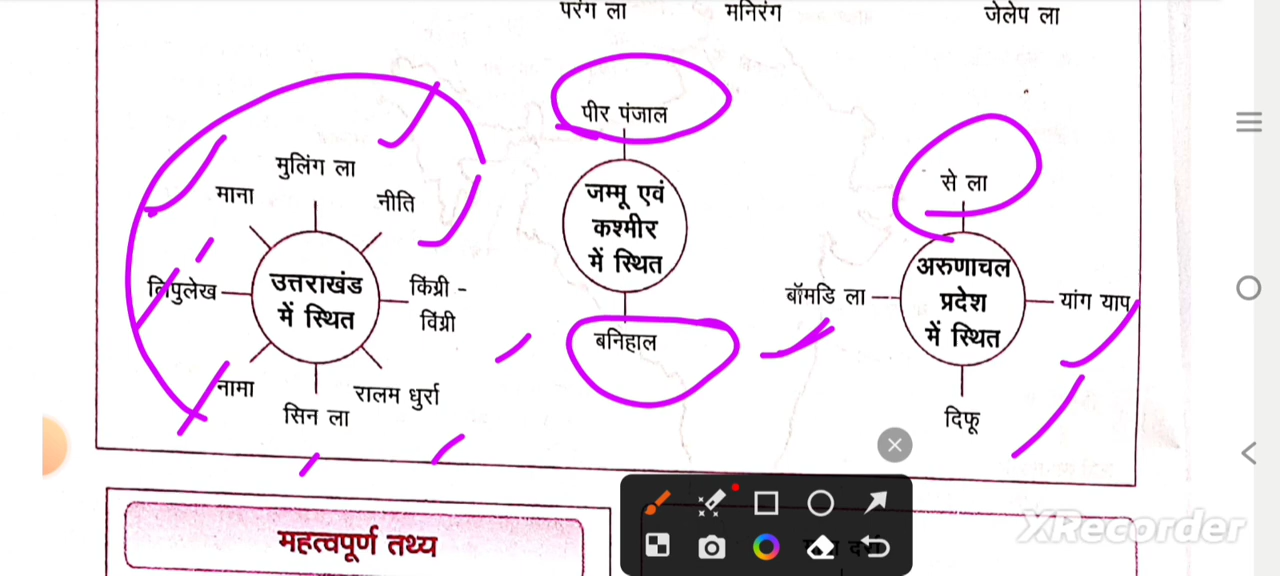 परंग ला
मनिरंग
जेलेप ला
पीर पंजाल
मुलिंग ला
माना
नीति
से ला
जम्मू एवं
कश्मीर
में स्थित
लिपुलेख
उत्तराखंड
में स्थित
किंग्री -
विंग्री
बॉमडि ला
अरुणाचल
प्रदेश
में स्थित
यांग याप
बनिहाल
नामा
सिन ला
रालम धुर्रा
दिफू
महत्वपूर्ण तथ्य
XRecorder